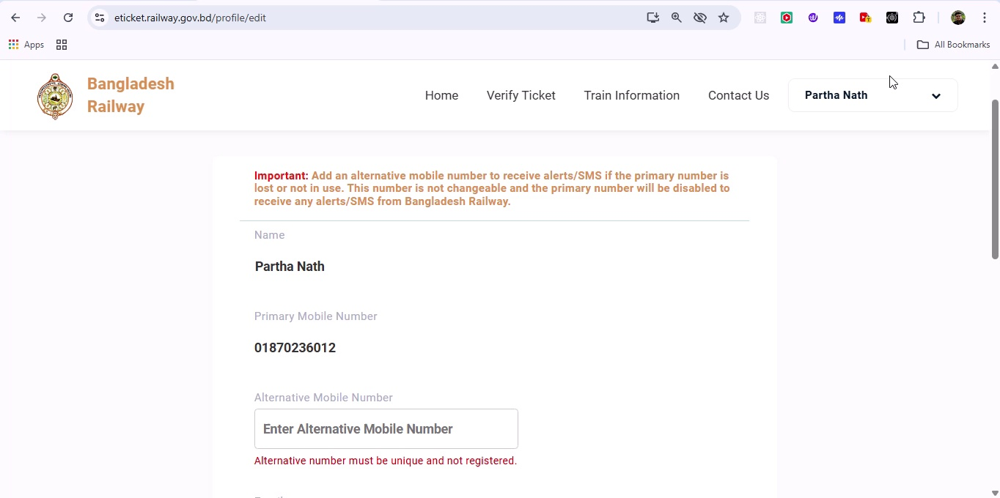 eticket.railway.gov.bd/profile/edit
Apps
All Bookmarks
Bangladesh
Railway
Home
Verify Ticket
Train Information
Contact Us
Partha Nath
Important: Add an alternative mobile number to receive alerts/SMS if the primary number is
lost or not in use. This number is not changeable and the primary number will be disabled to
receive any alerts/SMS from Bangladesh Railway.
Name
Partha Nath
Primary Mobile Number
01870236012
Alternative Mobile Number
Enter Alternative Mobile Number
Alternative number must be unique and not registered.